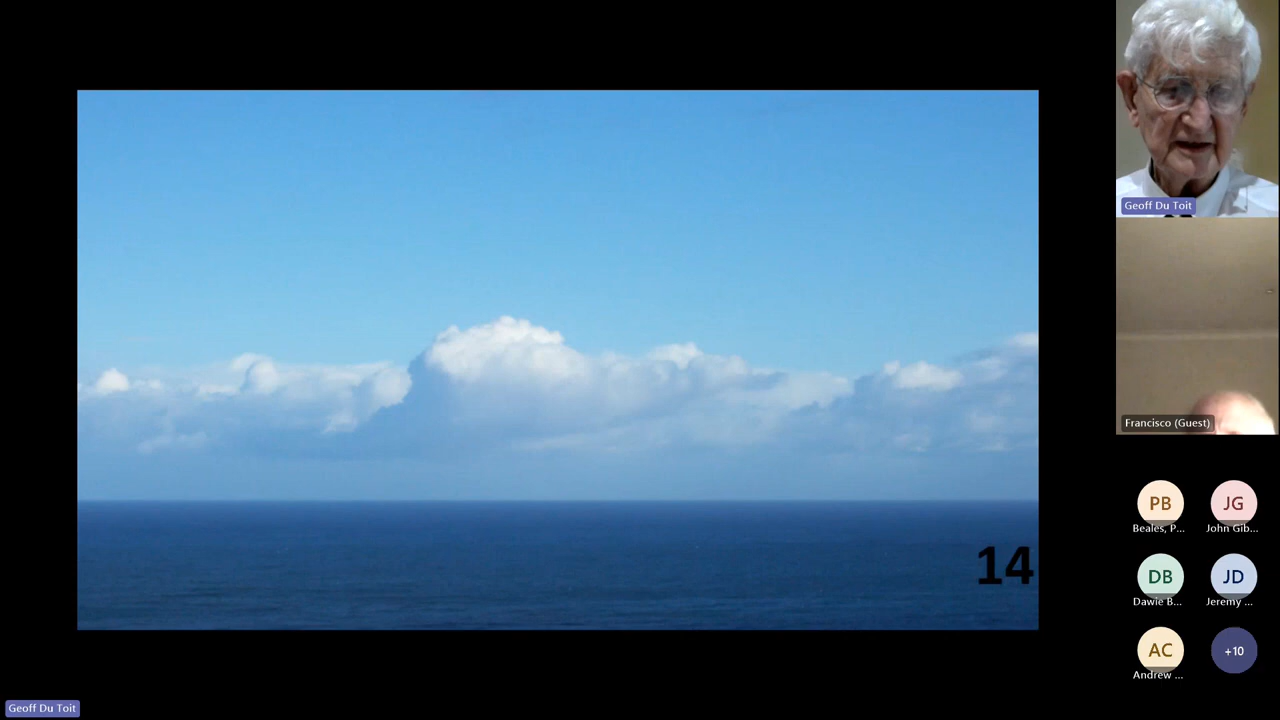 Geoff Du Toit
Francisco (Guest)
PB
JG
Beales, P...
John Gib...
DB
JD
Dawie B...
Jeremy ...
AC
+10
Andrew ...
14
Geoff Du Toit